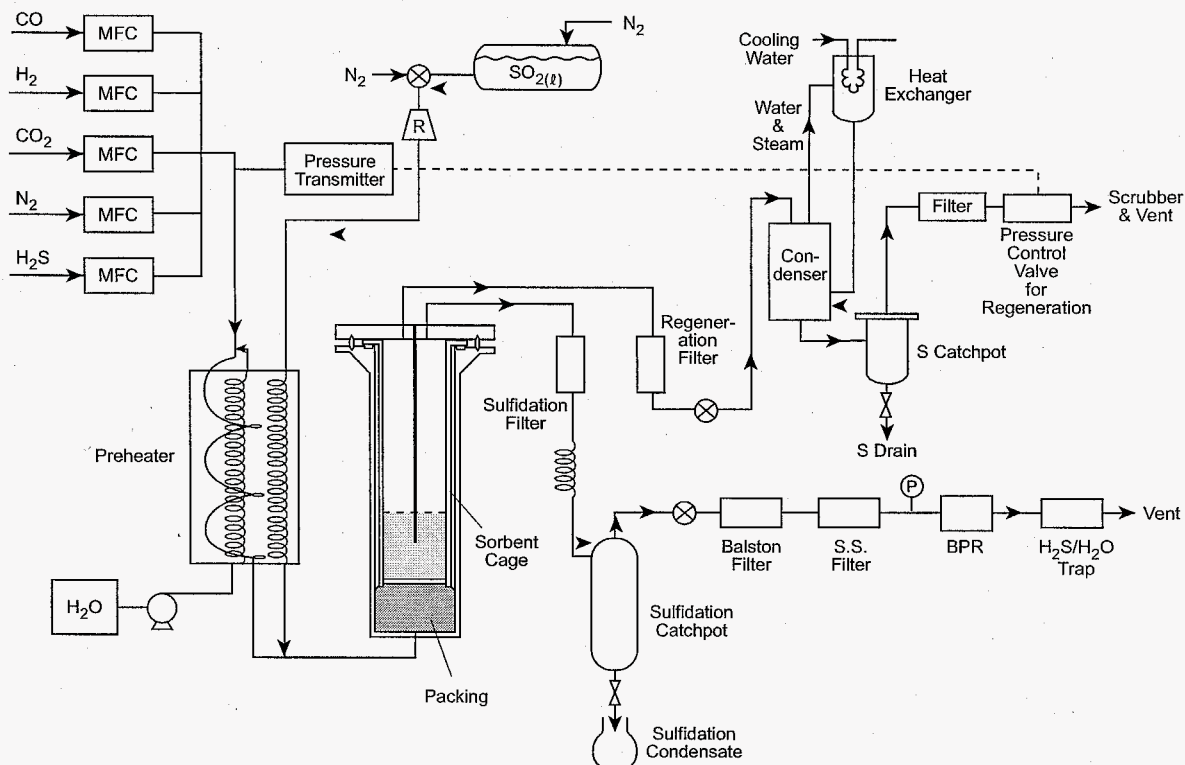 CO
MFC
H2
MFC
CO2
MFC
N2
MFC
H2S
MFC
N2
N2
SO2(ℓ)
R
Pressure
Transmitter
Cooling
Water
Heat
Exchanger
Water
&
Steam
Con-
denser
Filter
Scrubber
& Vent
Pressure
Control
Valve
for
Regeneration
S Catchpot
S Drain
Regener-
ation
Filter
Sulfidation
Filter
Preheater
Sorbent
Cage
H2O
Packing
P
Balston
Filter
S.S.
Filter
BPR
H2S/H2O
Trap
Vent
Sulfidation
Catchpot
Sulfidation
Condensate